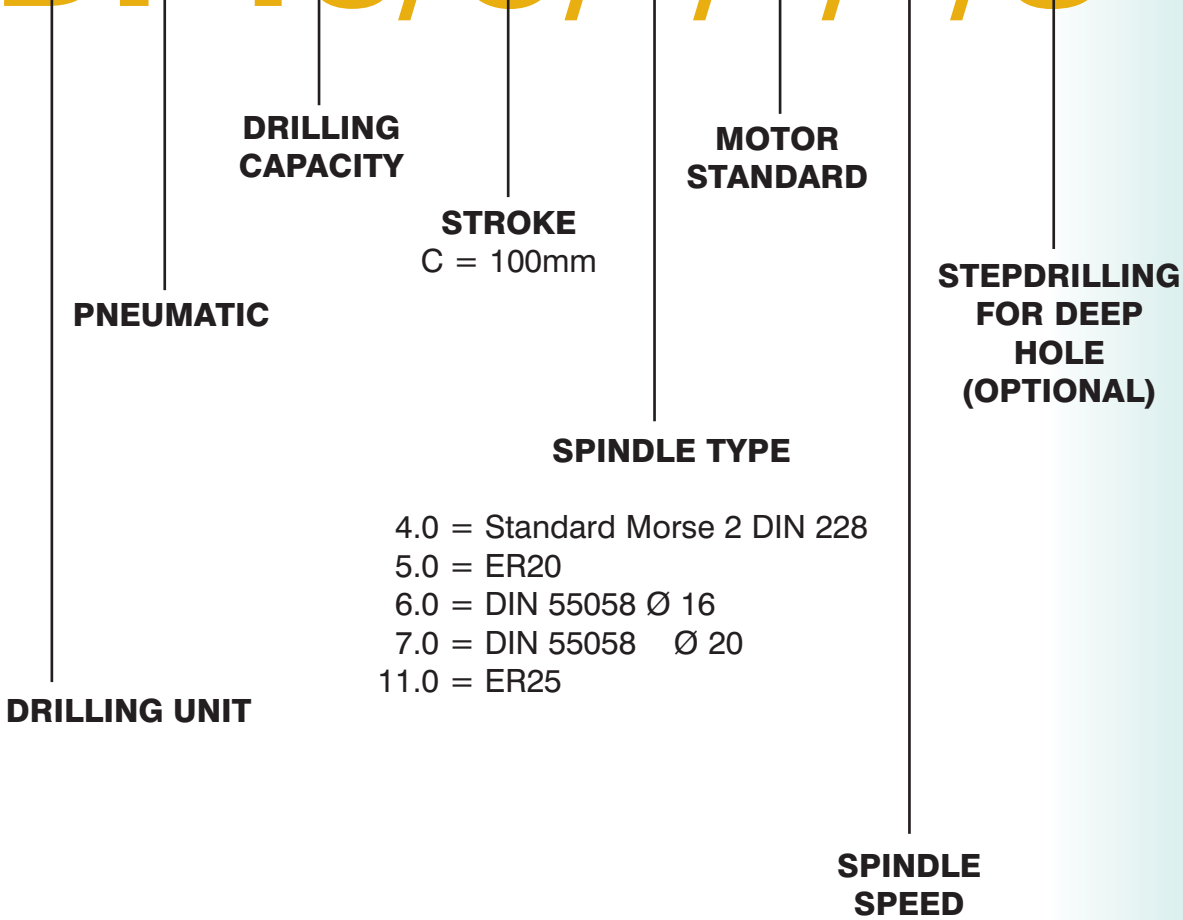 DRILLING
CAPACITY
MOTOR
STANDARD
STROKE
C = 100mm
STEPDRILLING
FOR DEEP
HOLE
(OPTIONAL)
PNEUMATIC
SPINDLE TYPE
4.0 = Standard Morse 2 DIN 228
5.0 = ER20
6.0 = DIN 55058 Ø 16
7.0 = DIN 55058 Ø 20
11.0 = ER25
DRILLING UNIT
SPINDLE
SPEED